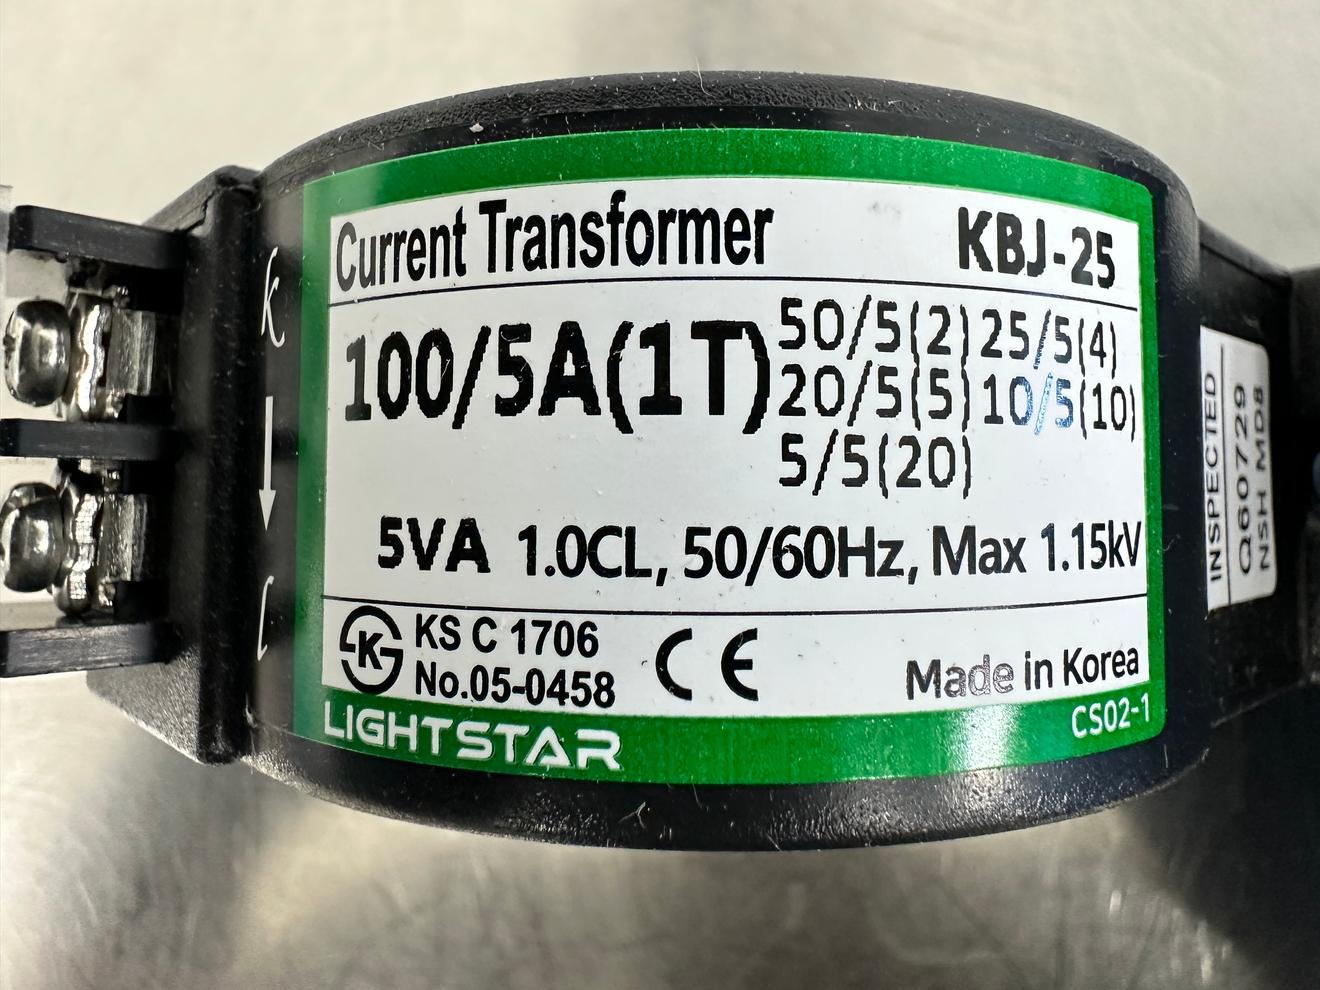 Current Transformer KBJ-25
100/5A(1T)
50/5(2) 25/5(4)
20/5(5) 10/5(10)
5/5(20)
5VA 1.0CL, 50/60Hz, Max 1.15kV
K KS C 1706
No.05-0458
CE
Made in Korea
LIGHTSTAR
CS02-1
k
l
INSPECTED
Q60729
NSH MD8